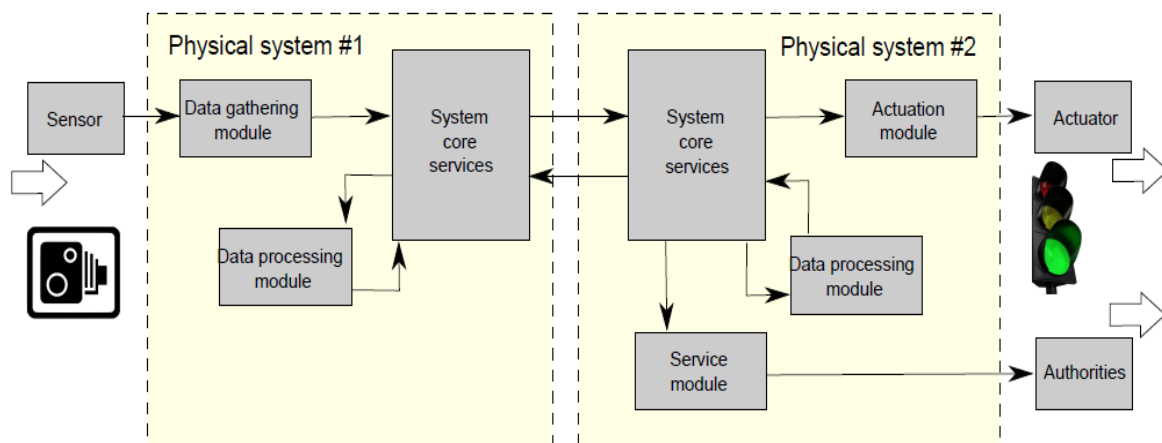 Physical system #1
Physical system #2
Sensor
Data gathering
module
System
core
services
System
core
services
Actuation
module
Actuator
Data processing
module
Data processing
module
Service
module
Authorities